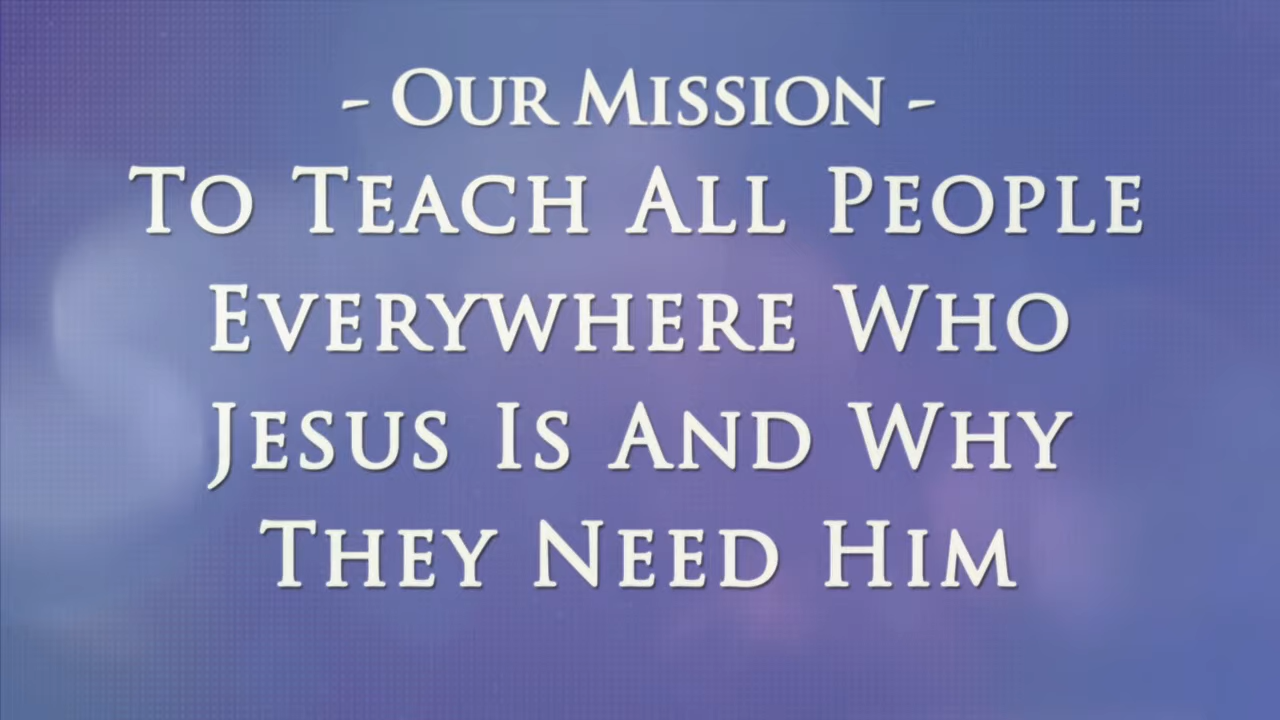 - Our Mission -
To Teach All People
Everywhere Who
Jesus Is And Why
They Need Him